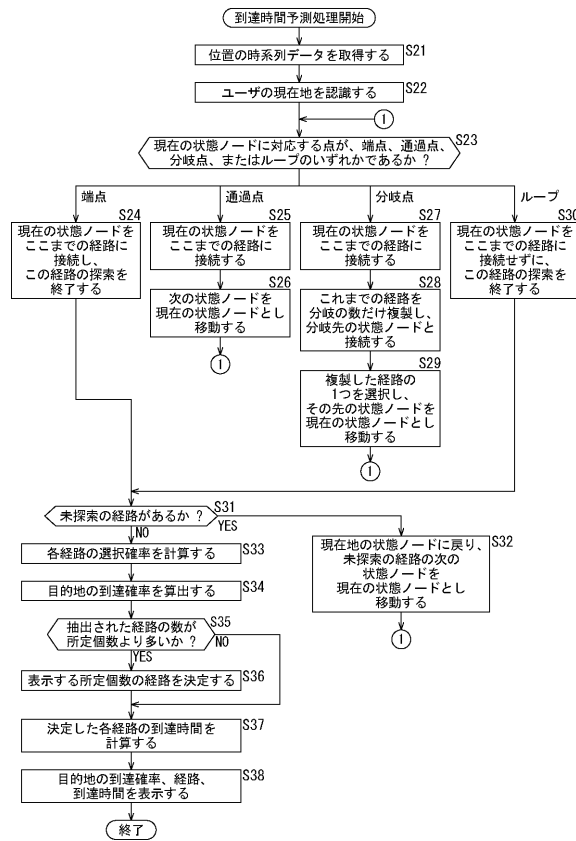 到達時間予測処理開始
位置の時系列データを取得する
S21
ユーザの現在地を認識する
S22
1
現在の状態ノードに対応する点が、端点、通過点、
分岐点、またはループのいずれかであるか ?
S23
端点
通過点
分岐点
ループ
S24
現在の状態ノードを
ここまでの経路に
接続し、
この経路の探索を
終了する
S25
現在の状態ノードを
ここまでの経路に
接続する
S26
次の状態ノードを
現在の状態ノードとし
移動する
1
S27
現在の状態ノードを
ここまでの経路に
接続する
S28
これまでの経路を
分岐の数だけ複製し、
分岐先の状態ノードと
接続する
S29
複製した経路の
1つを選択し、
その先の状態ノードを
現在の状態ノードとし
移動する
1
S30
現在の状態ノードを
ここまでの経路に
接続せずに、
この経路の探索を
終了する
未探索の経路があるか ?
S31
YES
NO
S32
現在地の状態ノードに戻り、
未探索の経路の次の
状態ノードを
現在の状態ノードとし
移動する
1
各経路の選択確率を計算する
S33
目的地の到達確率を算出する
S34
抽出された経路の数が
所定個数より多いか ?
S35
NO
YES
表示する所定個数の経路を決定する
S36
決定した各経路の到達時間を
計算する
S37
目的地の到達確率、経路、
到達時間を表示する
S38
終了